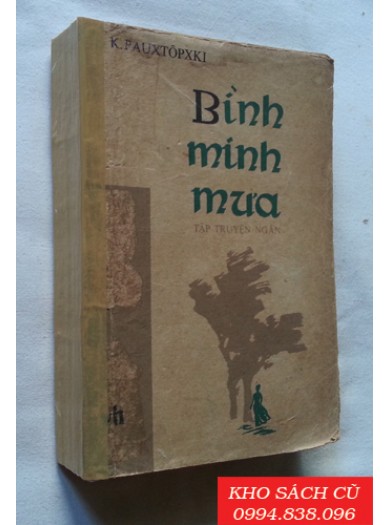 K. PAUXTÔPXKI
Bình
minh
mưa
TẬP TRUYỆN NGẮN
KHO SÁCH CŨ
0994.838.096